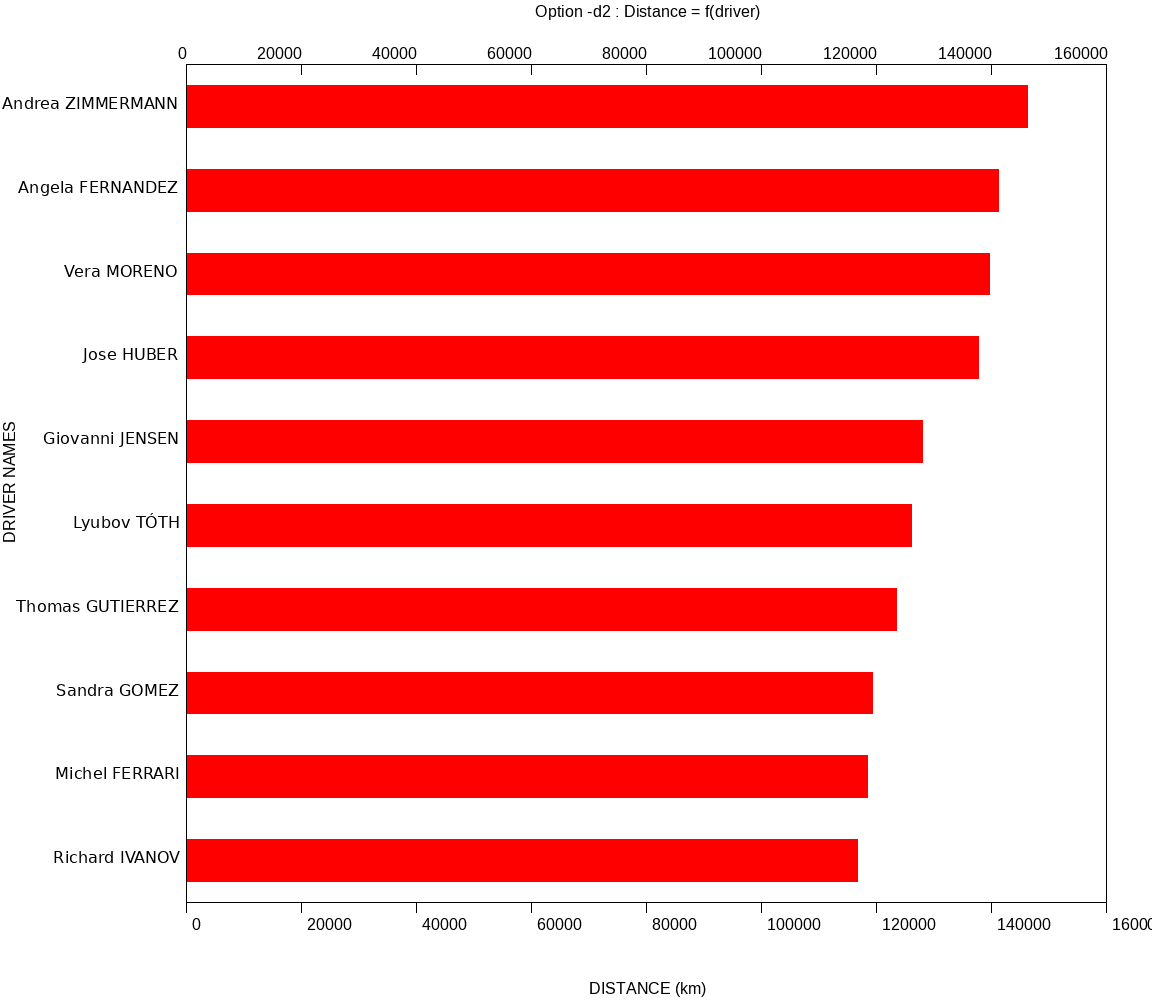 Option -d2 : Distance = f(driver)
0 20000 40000 60000 80000 100000 120000 140000 160000
Andrea ZIMMERMANN
Angela FERNANDEZ
Vera MORENO
Jose HUBER
Giovanni JENSEN
Lyubov TÓTH
Thomas GUTIERREZ
Sandra GOMEZ
Michel FERRARI
Richard IVANOV
DRIVER NAMES
0 20000 40000 60000 80000 100000 120000 140000
DISTANCE (km)